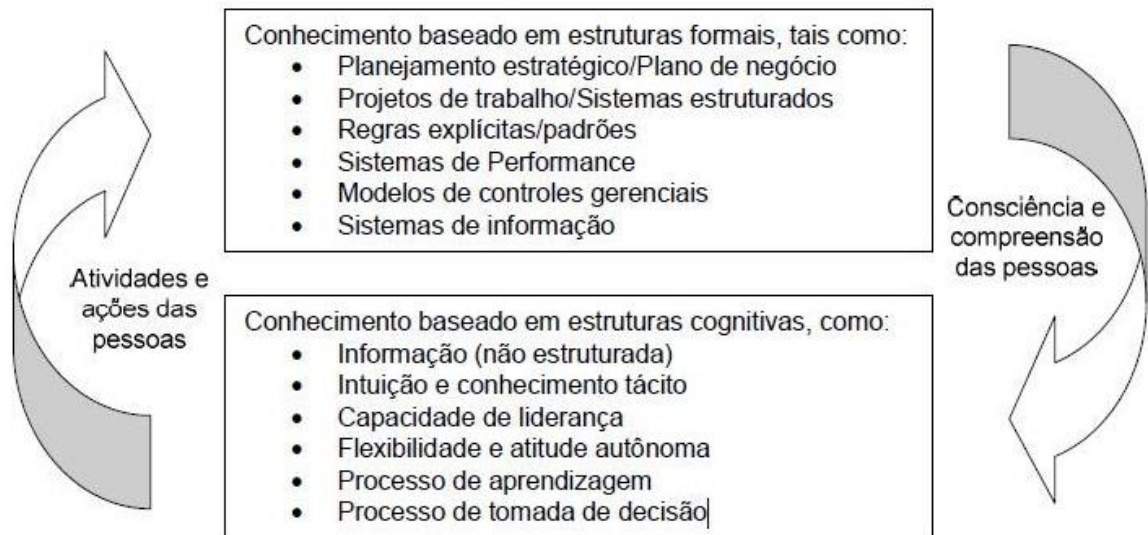 Conhecimento baseado em estruturas formais, tais como:
• Planejamento estratégico/Plano de negócio
• Projetos de trabalho/Sistemas estruturados
• Regras explícitas/padrões
• Sistemas de Performance
• Modelos de controles gerenciais
• Sistemas de informação
Atividades e
ações das
pessoas
Consciência e
compreensão
das pessoas
Conhecimento baseado em estruturas cognitivas, como:
• Informação (não estruturada)
• Intuição e conhecimento tácito
• Capacidade de liderança
• Flexibilidade e atitude autônoma
• Processo de aprendizagem
• Processo de tomada de decisão